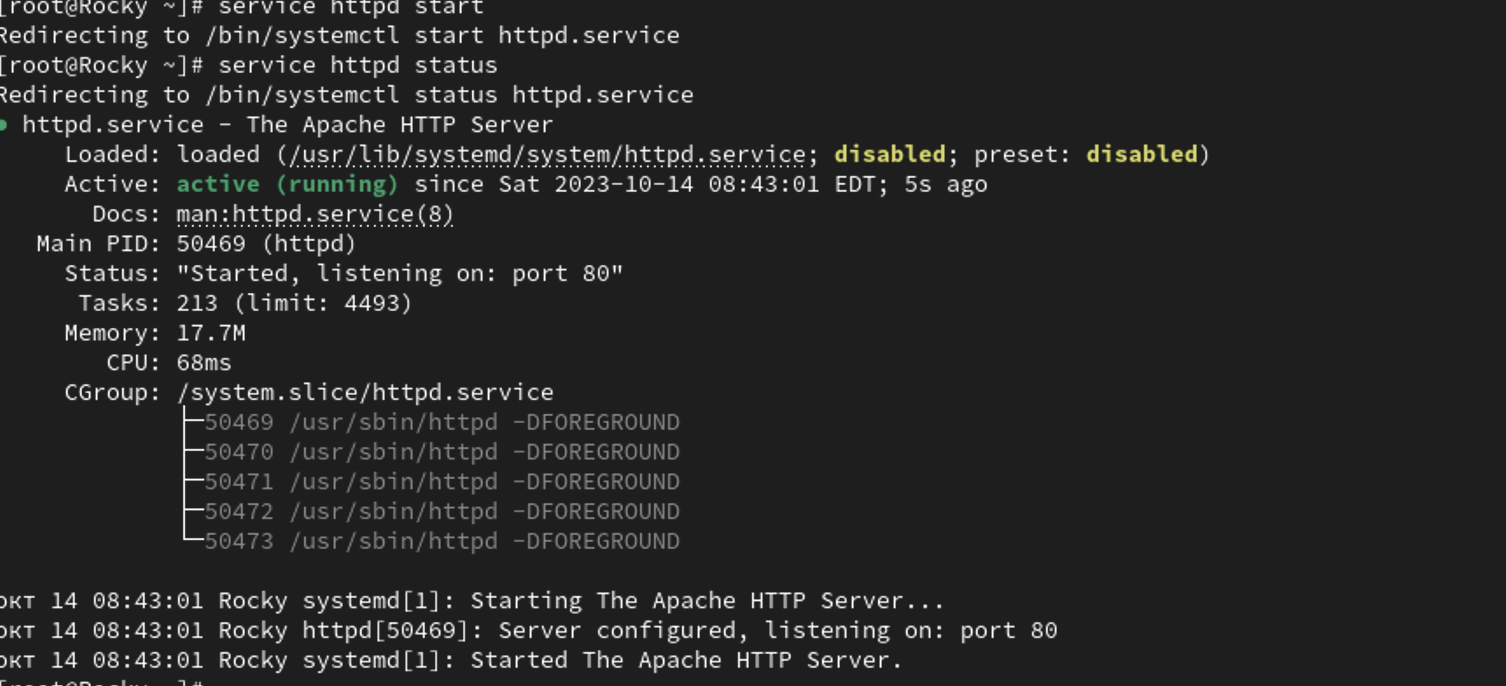 [root@Rocky ~]# service httpd start
Redirecting to /bin/systemctl start httpd.service
[root@Rocky ~]# service httpd status
Redirecting to /bin/systemctl status httpd.service
● httpd.service - The Apache HTTP Server
Loaded: loaded (/usr/lib/systemd/system/httpd.service; disabled; preset: disabled)
Active: active (running) since Sat 2023-10-14 08:43:01 EDT; 5s ago
Docs: man:httpd.service(8)
Main PID: 50469 (httpd)
Status: "Started, listening on: port 80"
Tasks: 213 (limit: 4493)
Memory: 17.7M
CPU: 68ms
CGroup: /system.slice/httpd.service
├─50469 /usr/sbin/httpd -DFOREGROUND
├─50470 /usr/sbin/httpd -DFOREGROUND
├─50471 /usr/sbin/httpd -DFOREGROUND
├─50472 /usr/sbin/httpd -DFOREGROUND
└─50473 /usr/sbin/httpd -DFOREGROUND
окт 14 08:43:01 Rocky systemd[1]: Starting The Apache HTTP Server...
окт 14 08:43:01 Rocky httpd[50469]: Server configured, listening on: port 80
окт 14 08:43:01 Rocky systemd[1]: Started The Apache HTTP Server.
[root@Rocky ~]#